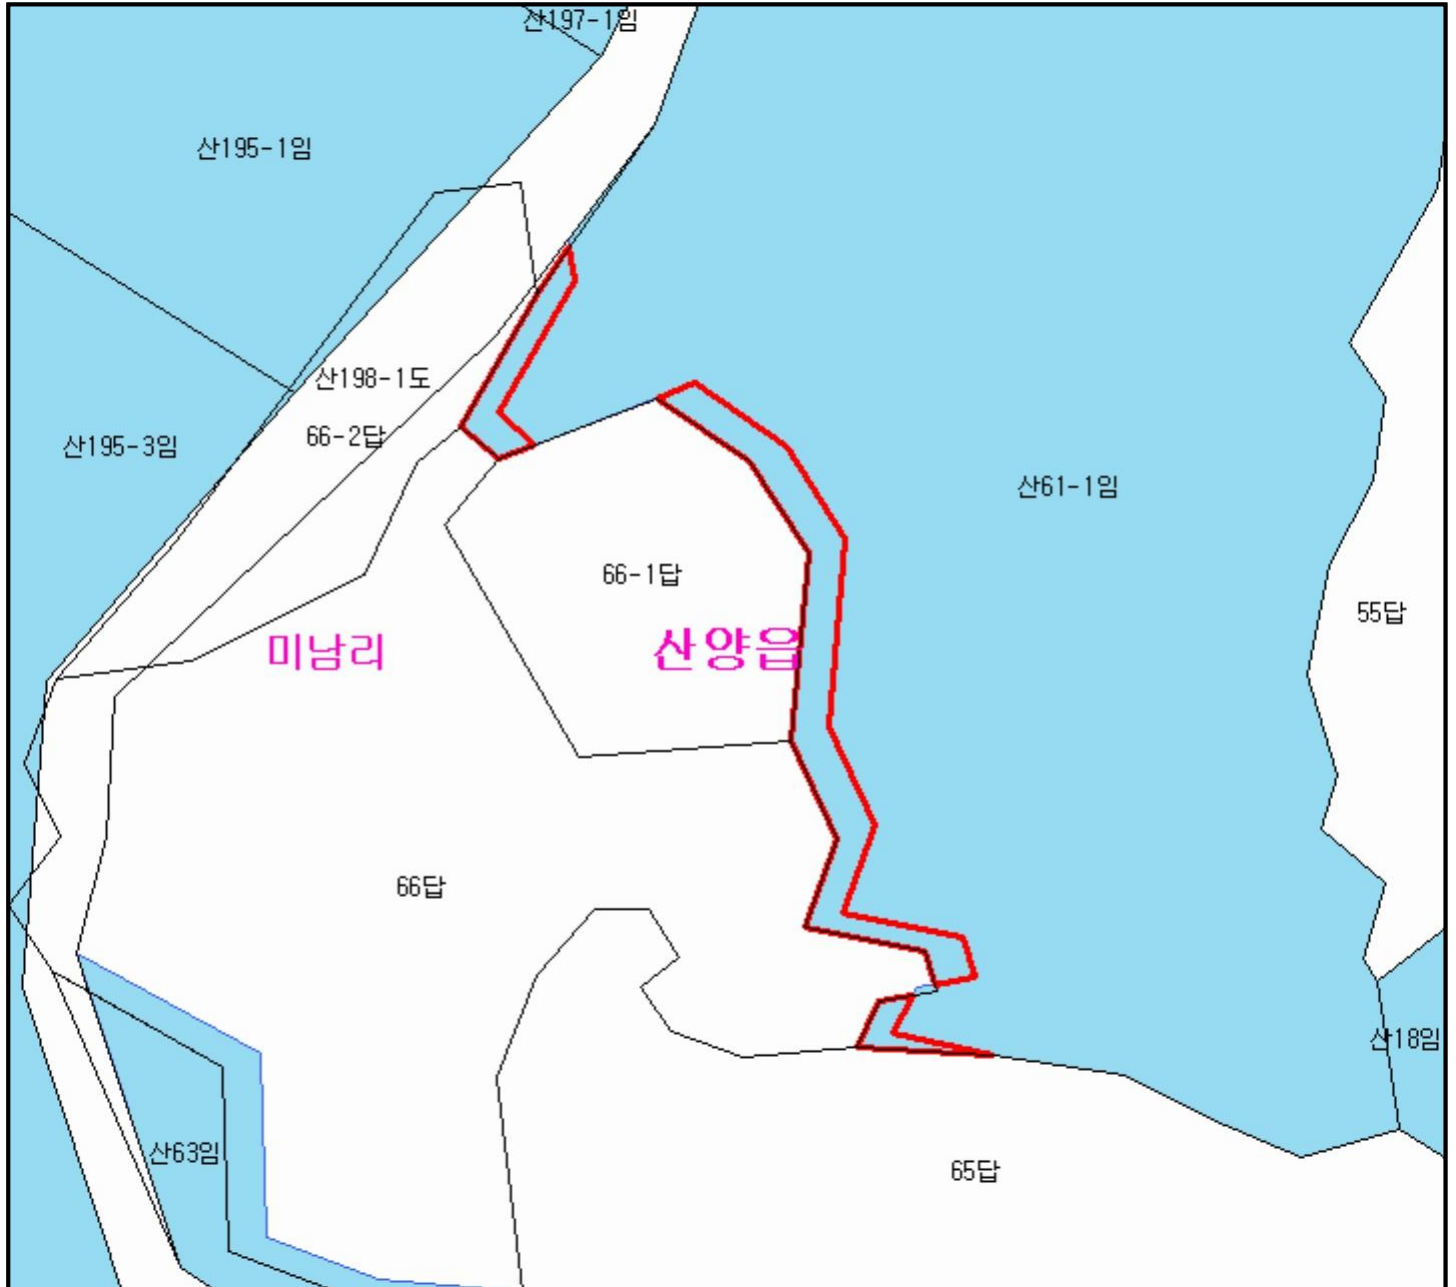 산197-1임
산195-1임
산198-1도
66-2답
산195-3임
산61-1임
66-1답
55답
미남리
산양읍
66답
산18임
산63임
65답